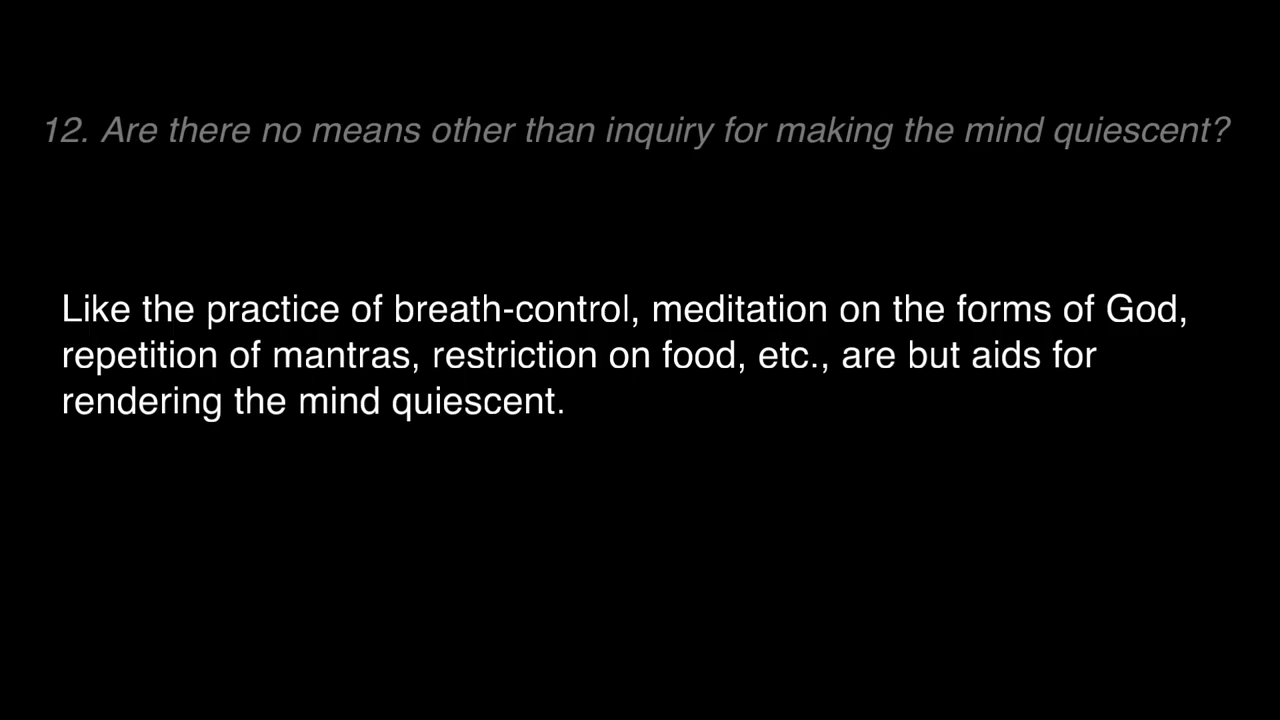 12. Are there no means other than inquiry for making the mind quiescent?
Like the practice of breath-control, meditation on the forms of God,
repetition of mantras, restriction on food, etc., are but aids for
rendering the mind quiescent.